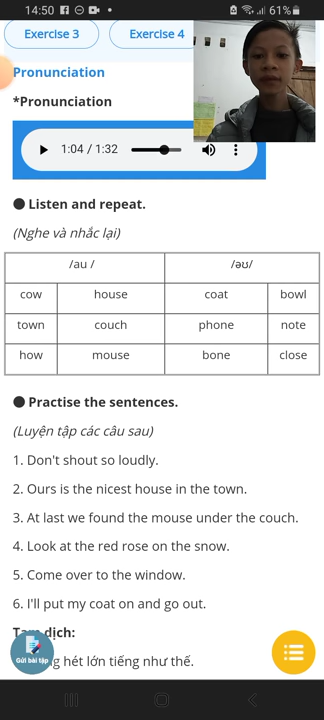 14:50 61%
Exercise 3 Exercise 4
Pronunciation
*Pronunciation
1:04 / 1:32
Listen and repeat.
(Nghe và nhắc lại)
/au / /əʊ/
cow house coat bowl
town couch phone note
how mouse bone close
Practise the sentences.
(Luyện tập các câu sau)
1. Don't shout so loudly.
2. Ours is the nicest house in the town.
3. At last we found the mouse under the couch.
4. Look at the red rose on the snow.
5. Come over to the window.
6. I'll put my coat on and go out.
dịch:
Gửi bài tập
hét lớn tiếng như thế.